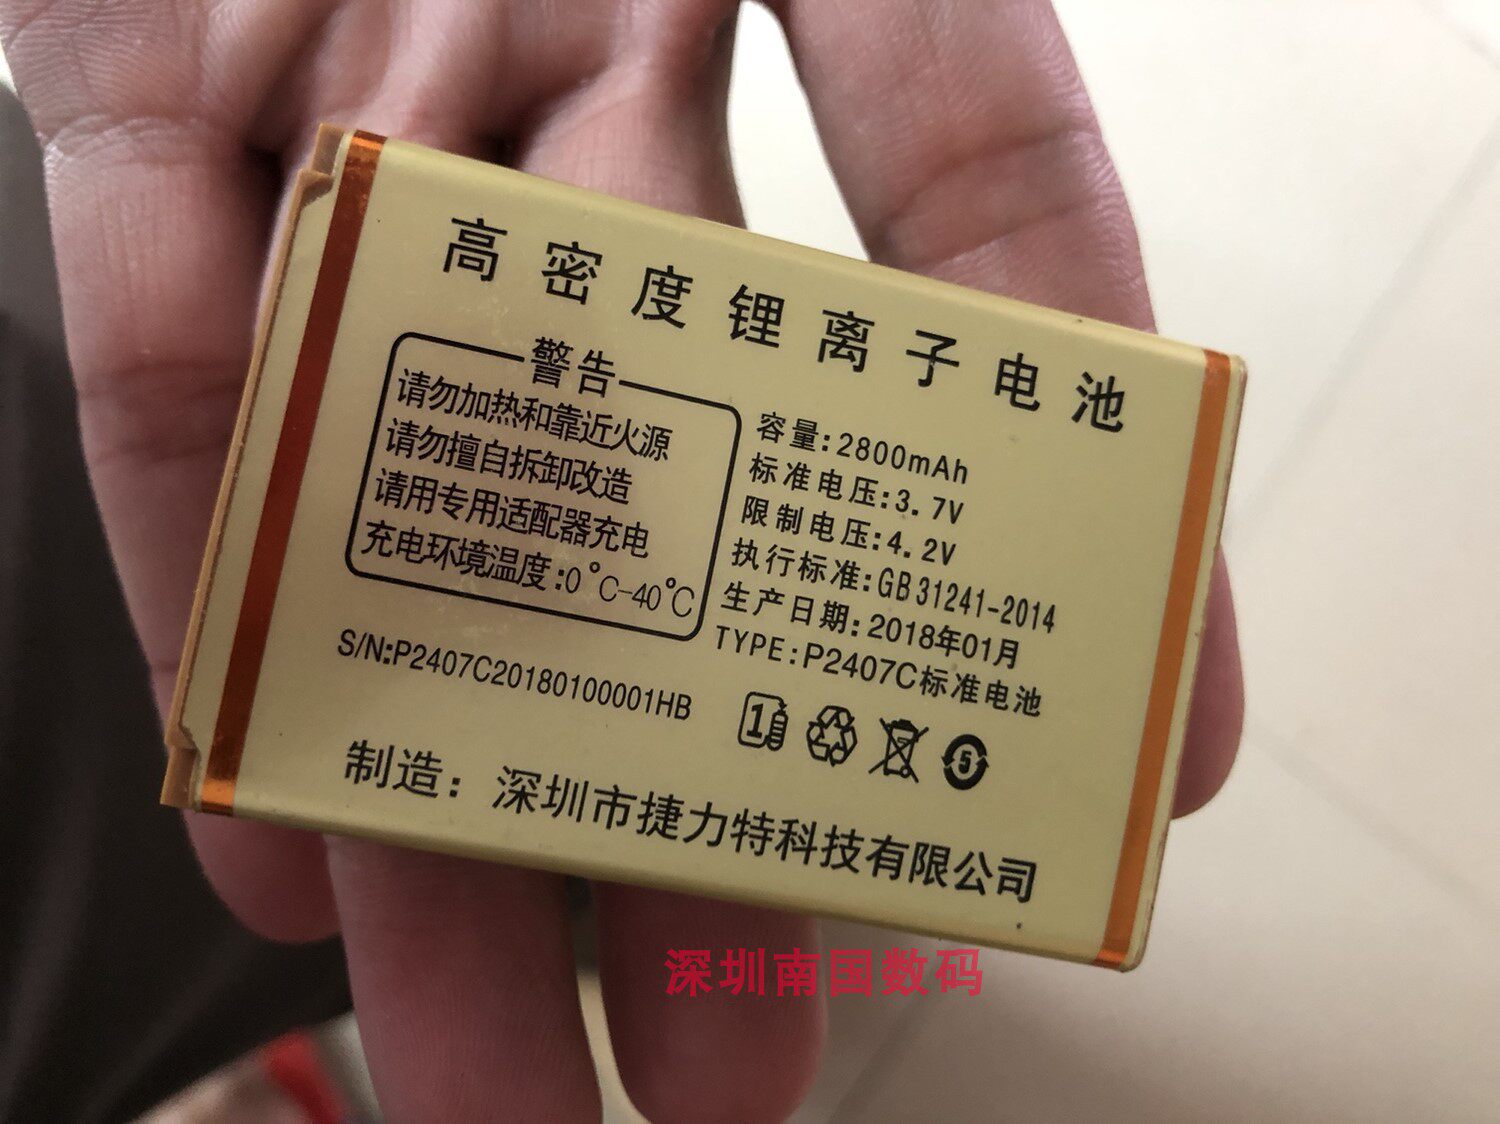 高密度锂离子电池
警告
请勿加热和靠近火源
请勿擅自拆卸改造
请用专用适配器充电
充电环境温度:0°C-40°C
容量:2800mAh
标准电压:3.7V
限制电压:4.2V
执行标准:GB31241-2014
生产日期:2018年01月
TYPE:P2407C标准电池
S/N:P2407C20180100001HB
1
5
制造：深圳市捷力特科技有限公司
深圳南国数码